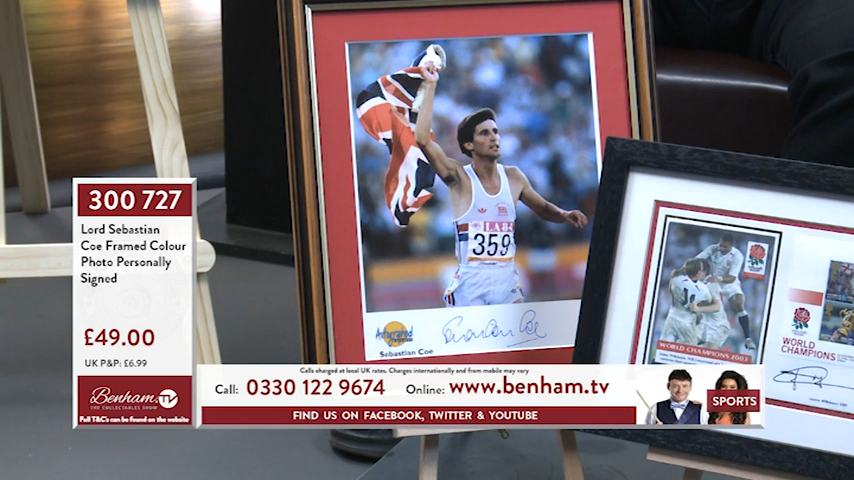 300 727
Lord Sebastian
Coe Framed Colour
Photo Personally
Signed
£49.00
UK P&P: £6.99
Benham.TV
THE COLLECTABLES SHOW
Full T&C's can be found on the website
LA84
359
Sebastian Coe
WORLD CHAMPIONS 2003
WORLD
CHAMPIONS
Calls charged at local UK rates. Charges internationally and from mobile may vary
Call: 0330 122 9674 Online: www.benham.tv
SPORTS
FIND US ON FACEBOOK, TWITTER & YOUTUBE